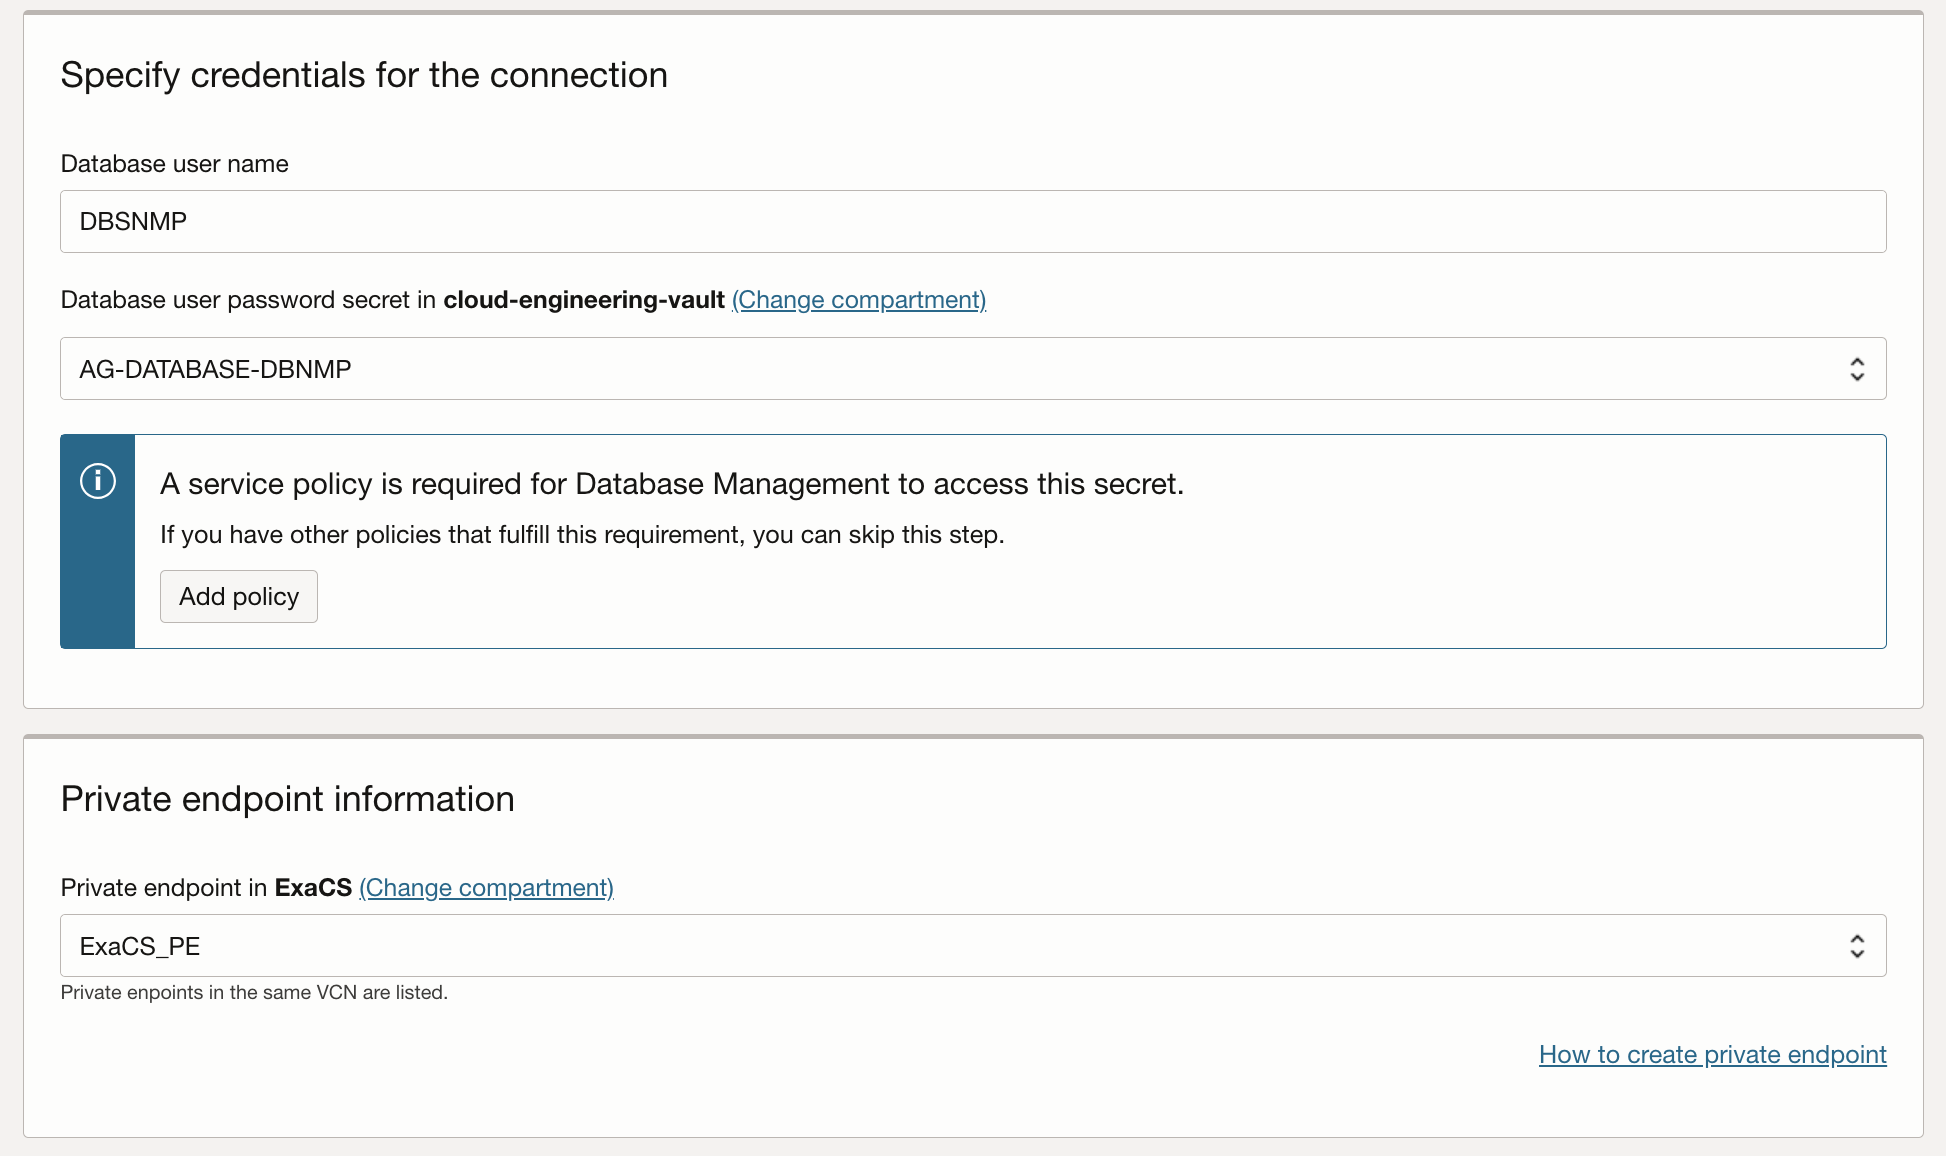 Specify credentials for the connection
Database user name
DBSNMP
Database user password secret in cloud-engineering-vault (Change compartment)
AG-DATABASE-DBNMP
A service policy is required for Database Management to access this secret.
If you have other policies that fulfill this requirement, you can skip this step.
Add policy
Private endpoint information
Private endpoint in ExaCS (Change compartment)
ExaCS_PE
Private enpoints in the same VCN are listed.
How to create private endpoint